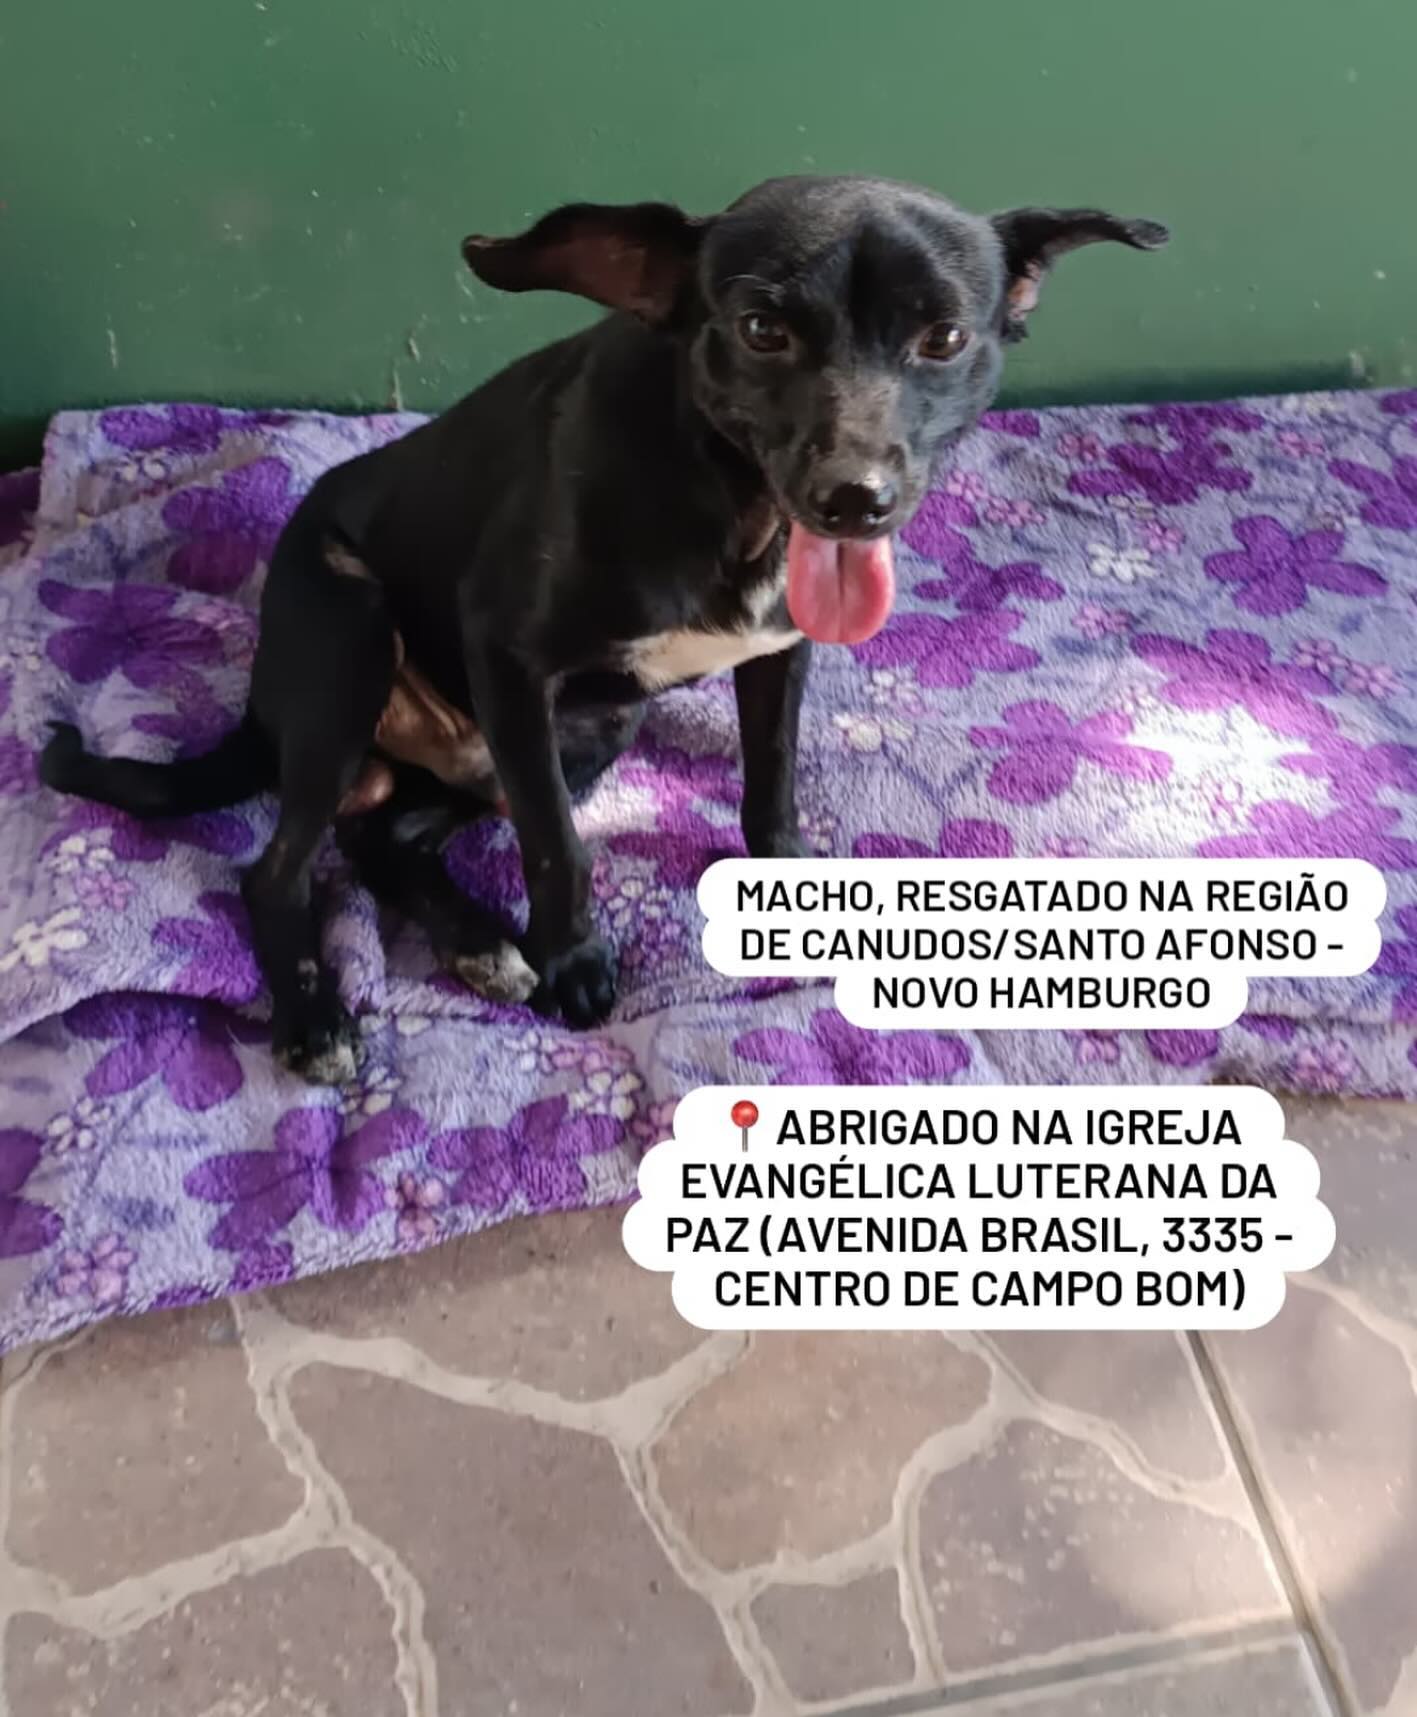 MACHO, RESGATADO NA REGIÃO
DE CANUDOS/SANTO AFONSO -
NOVO HAMBURGO
📍 ABRIGADO NA IGREJA
EVANGÉLICA LUTERANA DA
PAZ (AVENIDA BRASIL, 3335 -
CENTRO DE CAMPO BOM)